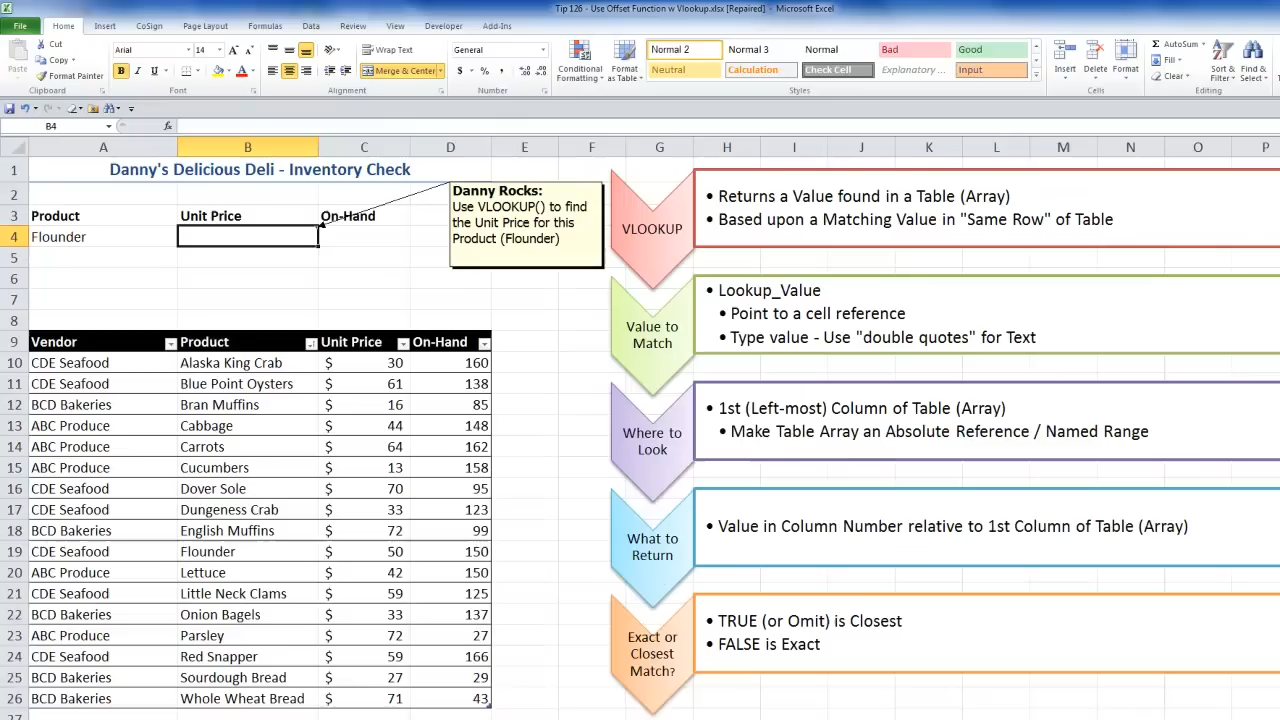 Tip 126 - Use Offset Function w Vlookup.xlsx [Repaired] - Microsoft Excel
File Home Insert CoSign Page Layout Formulas Data Review View Developer Add-Ins
Paste
Cut
Copy
Format Painter
Clipboard
Arial 14
B I U
Font
Wrap Text
Merge & Center
Alignment
General
$ % ,
Number
Conditional Formatting
Format as Table
Normal 2 Normal 3 Normal Bad Good
Neutral Calculation Check Cell Explanatory ... Input
Styles
Insert Delete Format
Cells
Σ AutoSum
Fill
Clear
Sort & Filter
Find & Select
Editing
B4 fx
A B C D E F G H I J K L M N O P
1 Danny's Delicious Deli - Inventory Check
2
3 Product Unit Price On-Hand
4 Flounder
5
6
7
8
Danny Rocks:
Use VLOOKUP() to find
the Unit Price for this
Product (Flounder)
9 Vendor Product Unit Price On-Hand
10 CDE Seafood Alaska King Crab $ 30 160
11 CDE Seafood Blue Point Oysters $ 61 138
12 BCD Bakeries Bran Muffins $ 16 85
13 ABC Produce Cabbage $ 44 148
14 ABC Produce Carrots $ 64 162
15 ABC Produce Cucumbers $ 13 158
16 CDE Seafood Dover Sole $ 70 95
17 CDE Seafood Dungeness Crab $ 33 123
18 BCD Bakeries English Muffins $ 72 99
19 CDE Seafood Flounder $ 50 150
20 ABC Produce Lettuce $ 42 150
21 CDE Seafood Little Neck Clams $ 59 125
22 BCD Bakeries Onion Bagels $ 33 137
23 ABC Produce Parsley $ 72 27
24 CDE Seafood Red Snapper $ 59 166
25 BCD Bakeries Sourdough Bread $ 27 29
26 BCD Bakeries Whole Wheat Bread $ 71 43
27
VLOOKUP
• Returns a Value found in a Table (Array)
• Based upon a Matching Value in "Same Row" of Table
Value to
Match
• Lookup_Value
• Point to a cell reference
• Type value - Use "double quotes" for Text
Where to
Look
• 1st (Left-most) Column of Table (Array)
• Make Table Array an Absolute Reference / Named Range
What to
Return
• Value in Column Number relative to 1st Column of Table (Array)
Exact or
Closest
Match?
• TRUE (or Omit) is Closest
• FALSE is Exact